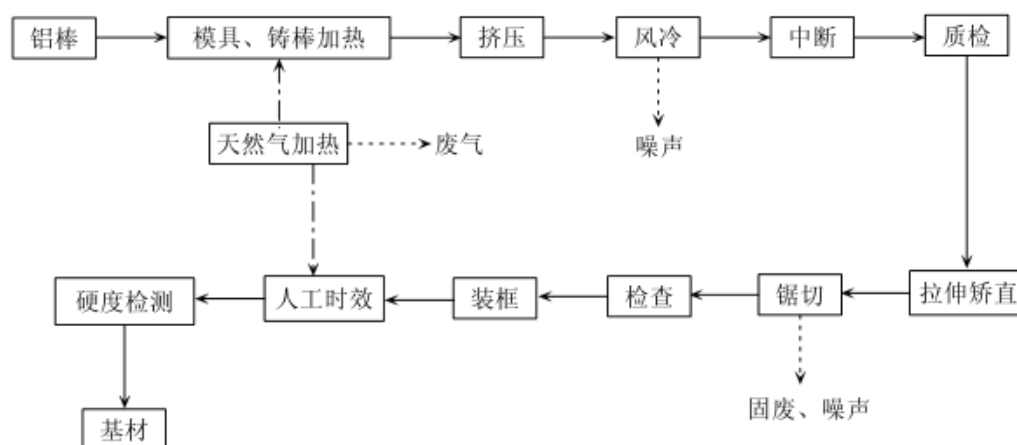 铝棒
模具、铸棒加热
挤压
风冷
中断
质检
天然气加热
废气
噪声
硬度检测
人工时效
装框
检查
锯切
拉伸矫直
固废、噪声
基材